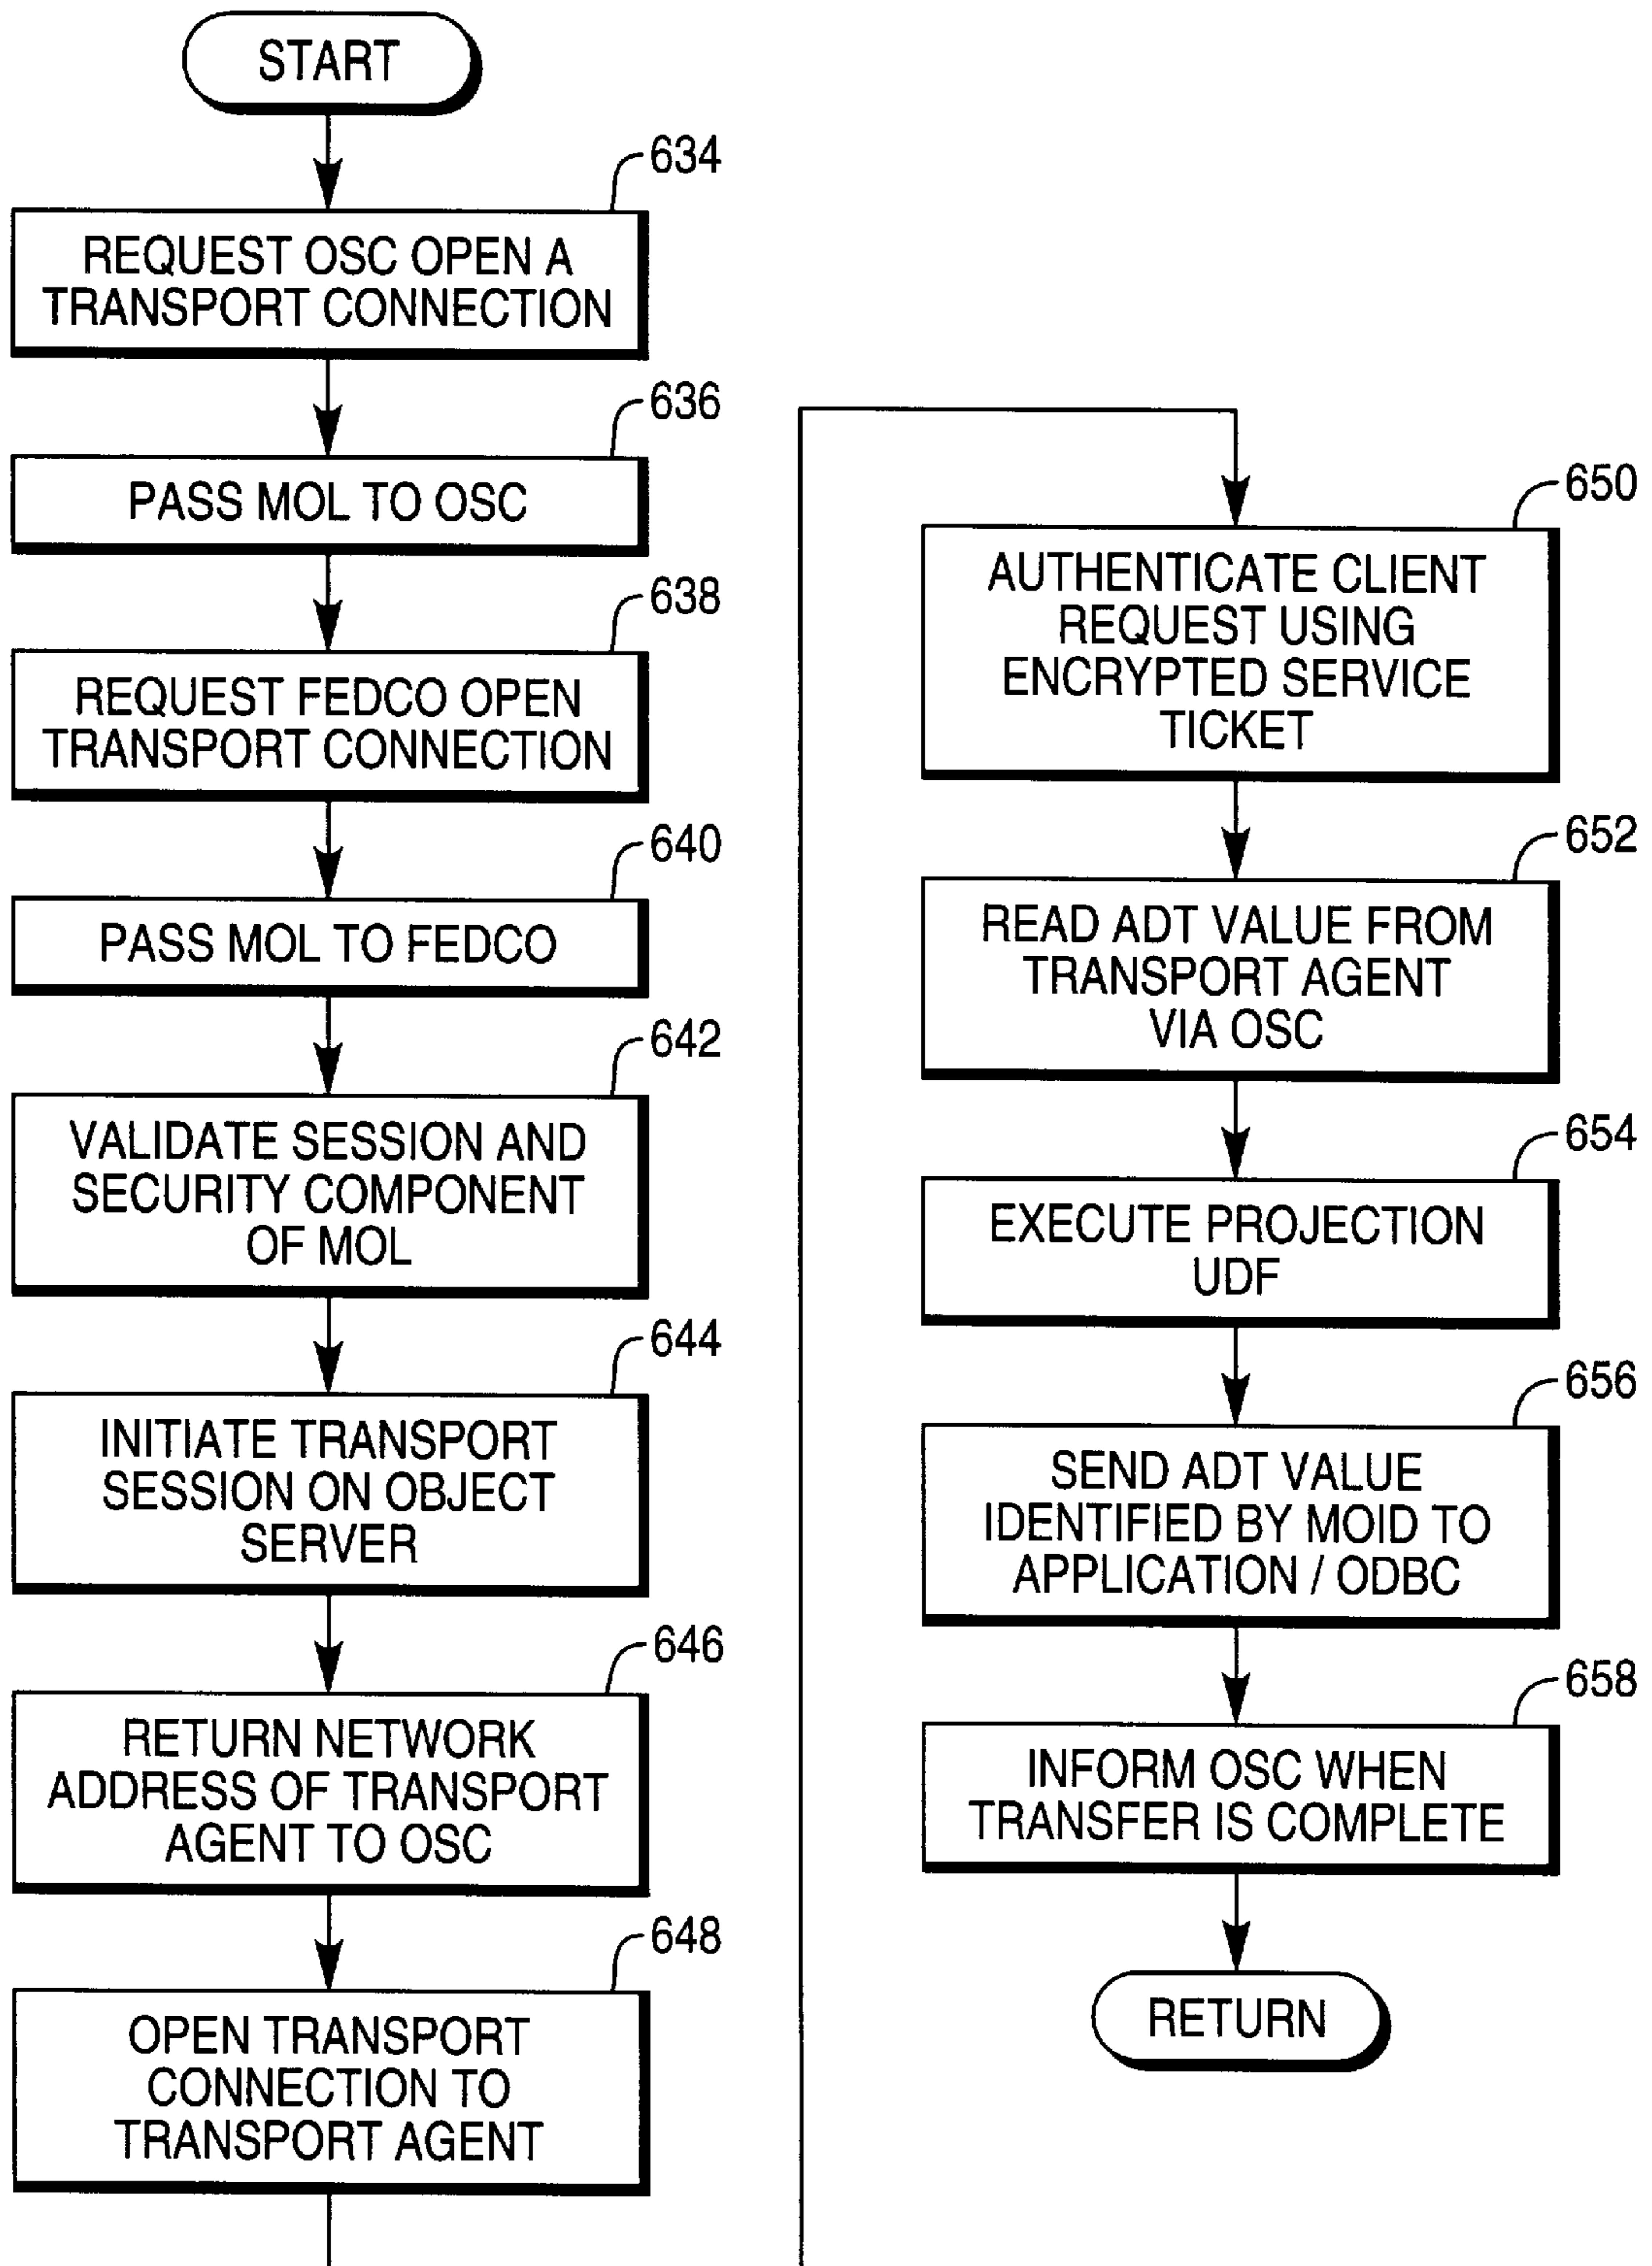 START
634
REQUEST OSC OPEN A
TRANSPORT CONNECTION
636
PASS MOL TO OSC
638
REQUEST FEDCO OPEN
TRANSPORT CONNECTION
640
PASS MOL TO FEDCO
642
VALIDATE SESSION AND
SECURITY COMPONENT
OF MOL
644
INITIATE TRANSPORT
SESSION ON OBJECT
SERVER
646
RETURN NETWORK
ADDRESS OF TRANSPORT
AGENT TO OSC
648
OPEN TRANSPORT
CONNECTION TO
TRANSPORT AGENT
650
AUTHENTICATE CLIENT
REQUEST USING
ENCRYPTED SERVICE
TICKET
652
READ ADT VALUE FROM
TRANSPORT AGENT
VIA OSC
654
EXECUTE PROJECTION
UDF
656
SEND ADT VALUE
IDENTIFIED BY MOID TO
APPLICATION / ODBC
658
INFORM OSC WHEN
TRANSFER IS COMPLETE
RETURN